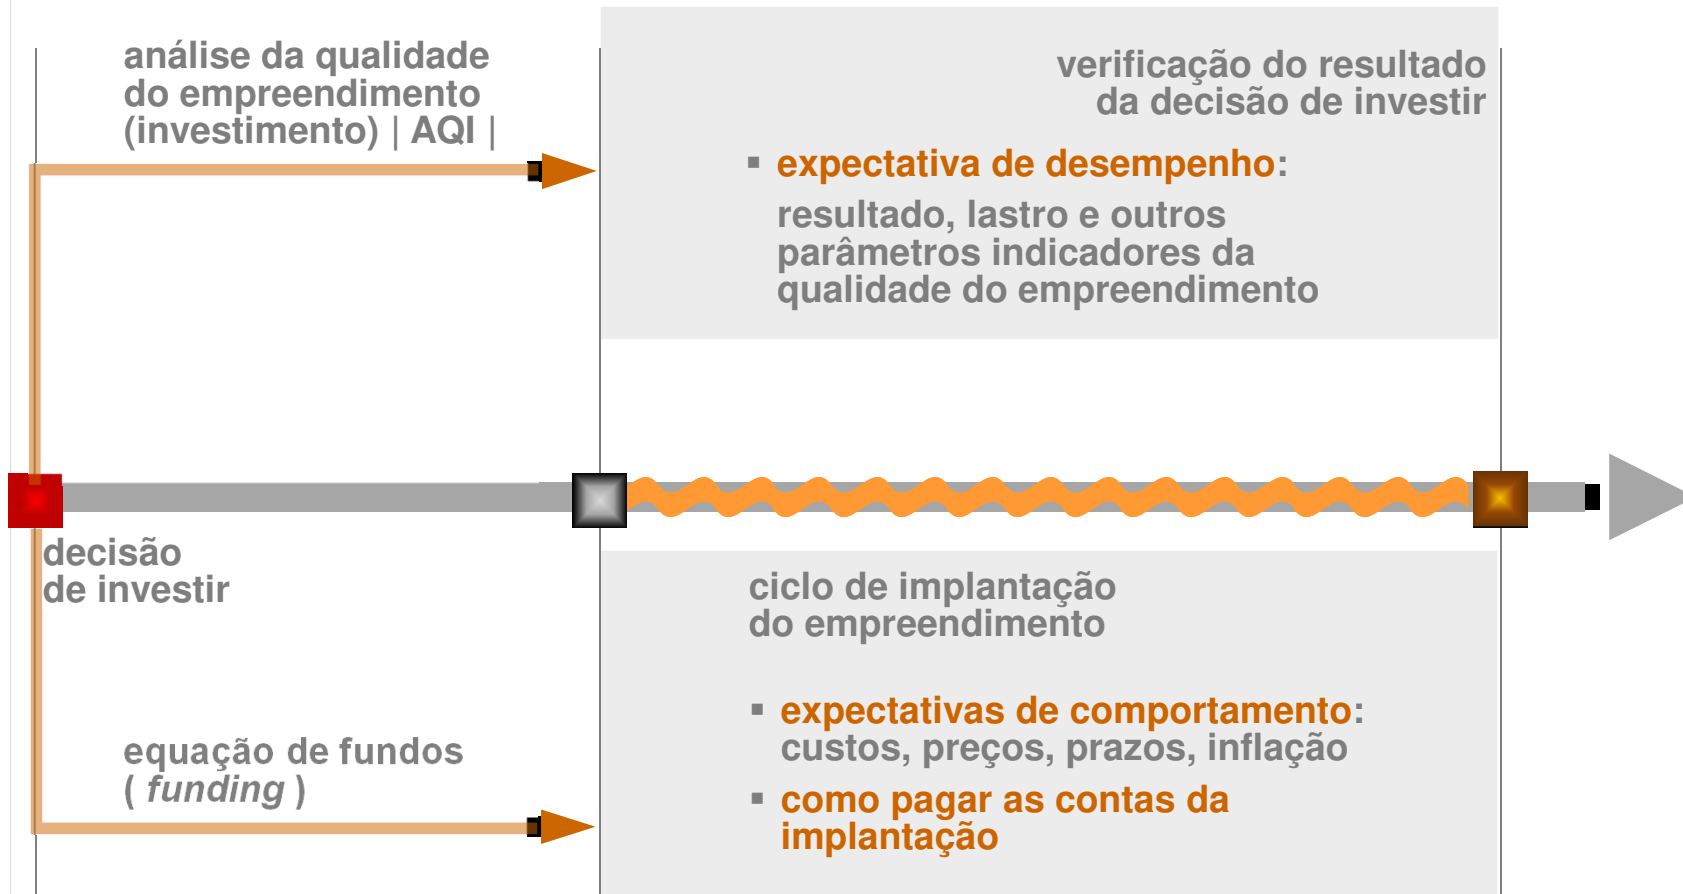 análise da qualidade
do empreendimento
(investimento) | AQI |
verificação do resultado
da decisão de investir
▪ expectativa de desempenho:
resultado, lastro e outros
parâmetros indicadores da
qualidade do empreendimento
decisão
de investir
ciclo de implantação
do empreendimento
▪ expectativas de comportamento:
custos, preços, prazos, inflação
▪ como pagar as contas da
implantação
equação de fundos
( funding )